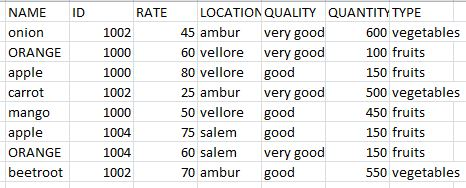 NAME ID RATE LOCATION QUALITY QUANTITY TYPE
onion 1002 45 ambur very good 600 vegetables
ORANGE 1000 60 vellore very good 100 fruits
apple 1000 80 vellore good 150 fruits
carrot 1002 25 ambur very good 500 vegetables
mango 1000 50 vellore good 450 fruits
apple 1004 75 salem good 150 fruits
ORANGE 1004 60 salem very good 150 fruits
beetroot 1002 70 ambur good 550 vegetables